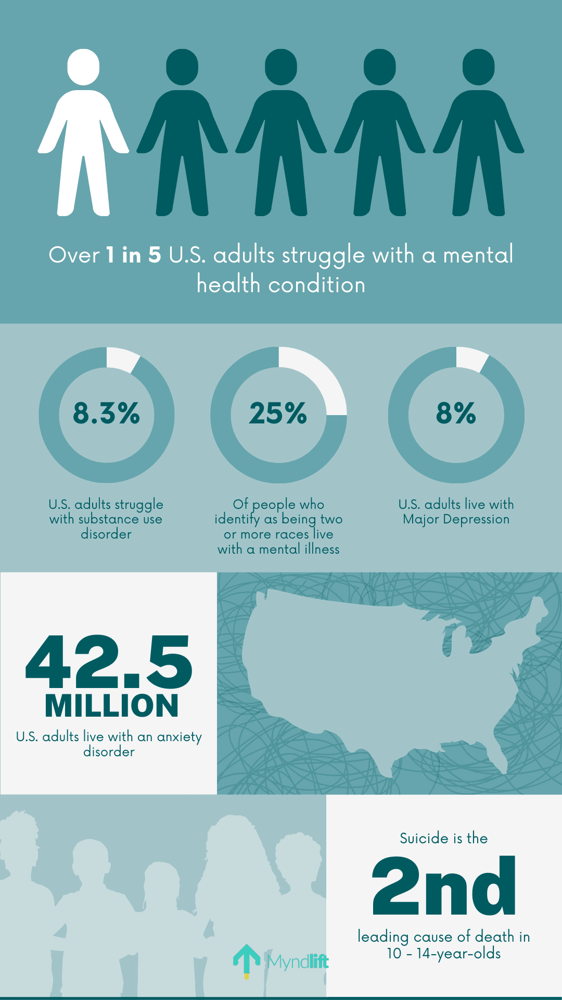 Over 1 in 5 U.S. adults struggle with a mental
health condition
8.3%
U.S. adults struggle
with substance use
disorder
25%
Of people who
identify as being two
or more races live
with a mental illness
8%
U.S. adults live with
Major Depression
42.5
MILLION
U.S. adults live with an anxiety
disorder
Suicide is the
2nd
leading cause of death in
10 - 14-year-olds
Myndlift